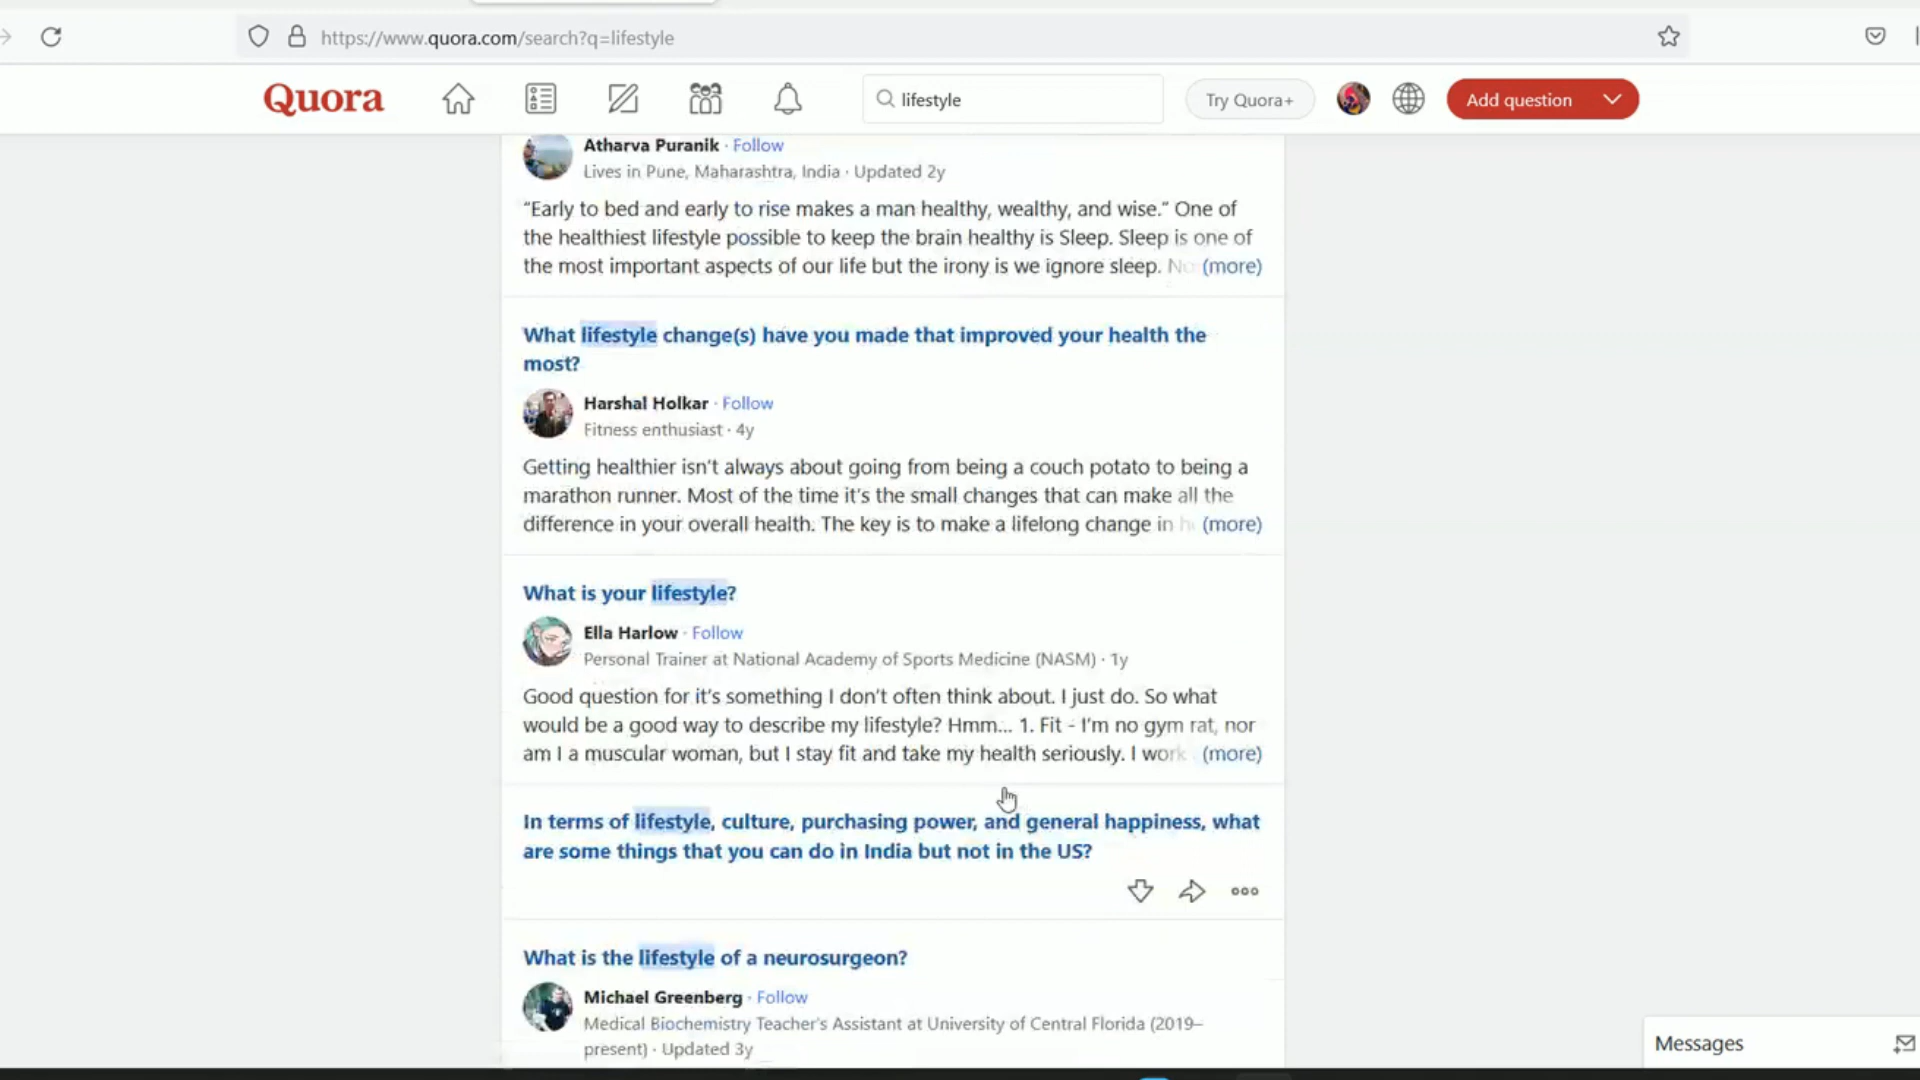 https://www.quora.com/search?q=lifestyle
Quora
lifestyle
Try Quora+
Add question
Atharva Puranik · Follow
Lives in Pune, Maharashtra, India · Updated 2y
“Early to bed and early to rise makes a man healthy, wealthy, and wise.” One of
the healthiest lifestyle possible to keep the brain healthy is Sleep. Sleep is one of
the most important aspects of our life but the irony is we ignore sleep. (more)
What lifestyle change(s) have you made that improved your health the
most?
Harshal Holkar · Follow
Fitness enthusiast · 4y
Getting healthier isn't always about going from being a couch potato to being a
marathon runner. Most of the time it's the small changes that can make all the
difference in your overall health. The key is to make a lifelong change in (more)
What is your lifestyle?
Ella Harlow · Follow
Personal Trainer at National Academy of Sports Medicine (NASM) · 1y
Good question for it's something I don't often think about. I just do. So what
would be a good way to describe my lifestyle? Hmm... 1. Fit - I'm no gym rat, nor
am I a muscular woman, but I stay fit and take my health seriously. I work (more)
In terms of lifestyle, culture, purchasing power, and general happiness, what
are some things that you can do in India but not in the US?
What is the lifestyle of a neurosurgeon?
Michael Greenberg · Follow
Medical Biochemistry Teacher's Assistant at University of Central Florida (2019–
present) · Updated 3y
Messages